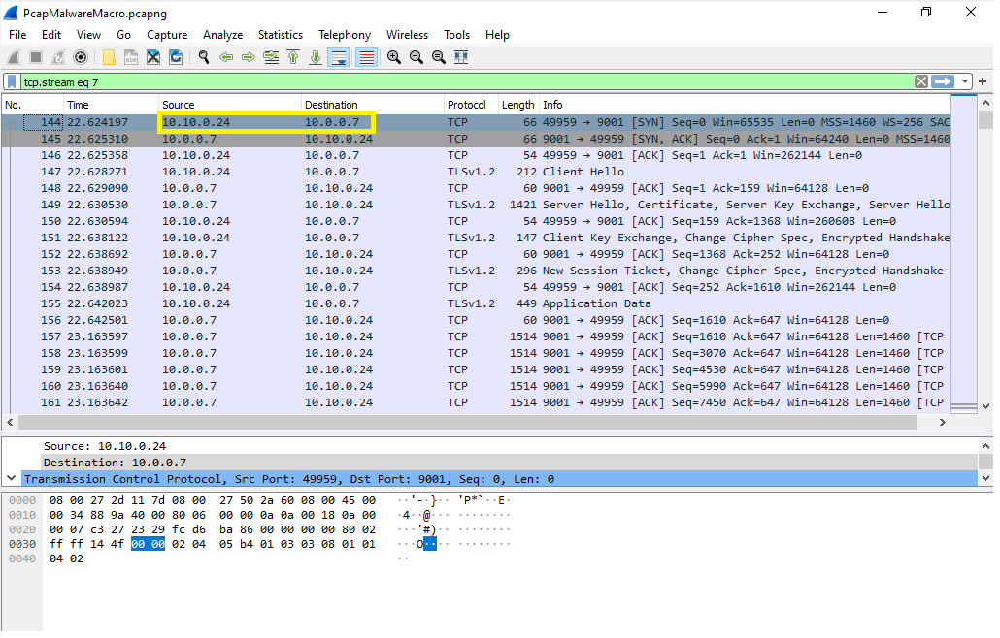 PcapMalwareMacro.pcapng
File Edit View Go Capture Analyze Statistics Telephony Wireless Tools Help
tcp.stream eq 7
No. Time Source Destination Protocol Length Info
144 22.624197 10.10.0.24 10.0.0.7 TCP 66 49959 → 9001 [SYN] Seq=0 Win=65535 Len=0 MSS=1460 WS=256 SAC
145 22.625310 10.0.0.7 10.10.0.24 TCP 66 9001 → 49959 [SYN, ACK] Seq=0 Ack=1 Win=64240 Len=0 MSS=1460
146 22.625358 10.10.0.24 10.0.0.7 TCP 54 49959 → 9001 [ACK] Seq=1 Ack=1 Win=262144 Len=0
147 22.628271 10.10.0.24 10.0.0.7 TLSv1.2 212 Client Hello
148 22.629090 10.0.0.7 10.10.0.24 TCP 60 9001 → 49959 [ACK] Seq=1 Ack=159 Win=64128 Len=0
149 22.630530 10.0.0.7 10.10.0.24 TLSv1.2 1421 Server Hello, Certificate, Server Key Exchange, Server Hello
150 22.630594 10.10.0.24 10.0.0.7 TCP 54 49959 → 9001 [ACK] Seq=159 Ack=1368 Win=260608 Len=0
151 22.638122 10.10.0.24 10.0.0.7 TLSv1.2 147 Client Key Exchange, Change Cipher Spec, Encrypted Handshake
152 22.638692 10.0.0.7 10.10.0.24 TCP 60 9001 → 49959 [ACK] Seq=1368 Ack=252 Win=64128 Len=0
153 22.638949 10.0.0.7 10.10.0.24 TLSv1.2 296 New Session Ticket, Change Cipher Spec, Encrypted Handshake
154 22.638987 10.10.0.24 10.0.0.7 TCP 54 49959 → 9001 [ACK] Seq=252 Ack=1610 Win=262144 Len=0
155 22.642023 10.10.0.24 10.0.0.7 TLSv1.2 449 Application Data
156 22.642501 10.0.0.7 10.10.0.24 TCP 60 9001 → 49959 [ACK] Seq=1610 Ack=647 Win=64128 Len=0
157 23.163597 10.0.0.7 10.10.0.24 TCP 1514 9001 → 49959 [ACK] Seq=1610 Ack=647 Win=64128 Len=1460 [TCP
158 23.163599 10.0.0.7 10.10.0.24 TCP 1514 9001 → 49959 [ACK] Seq=3070 Ack=647 Win=64128 Len=1460 [TCP
159 23.163601 10.0.0.7 10.10.0.24 TCP 1514 9001 → 49959 [ACK] Seq=4530 Ack=647 Win=64128 Len=1460 [TCP
160 23.163640 10.0.0.7 10.10.0.24 TCP 1514 9001 → 49959 [ACK] Seq=5990 Ack=647 Win=64128 Len=1460 [TCP
161 23.163642 10.0.0.7 10.10.0.24 TCP 1514 9001 → 49959 [ACK] Seq=7450 Ack=647 Win=64128 Len=1460 [TCP
Source: 10.10.0.24
Destination: 10.0.0.7
Transmission Control Protocol, Src Port: 49959, Dst Port: 9001, Seq: 0, Len: 0
0000 08 00 27 2d 11 7d 08 00 27 50 2a 60 08 00 45 00 ··'-·}·· 'P*`··E·
0010 00 34 88 9a 40 00 80 06 00 00 0a 0a 00 18 0a 00 ·4··@··· ········
0020 00 07 c3 27 23 29 fc d6 ba 86 00 00 00 00 80 02 ···'#)·· ········
0030 ff ff 14 4f 00 00 02 04 05 b4 01 03 03 08 01 01 ···O···· ········
0040 04 02 ··